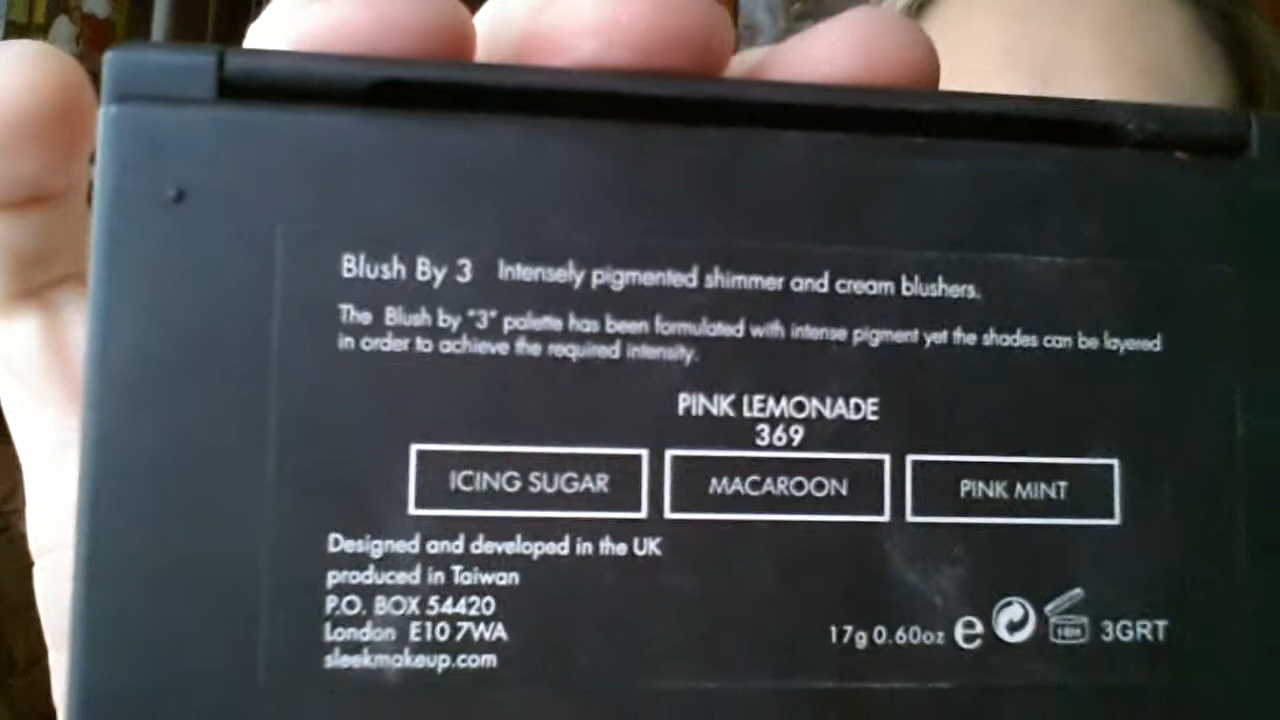 Blush By 3 Intensely pigmented shimmer and cream blushers.
The Blush by "3" palette has been formulated with intense pigment yet the shades can be layered
in order to achieve the required intensity.
PINK LEMONADE
369
ICING SUGAR MACAROON PINK MINT
Designed and developed in the UK
produced in Taiwan
P.O. BOX 54420
London E10 7WA
sleekmakeup.com
17g 0.60oz e 3GRT